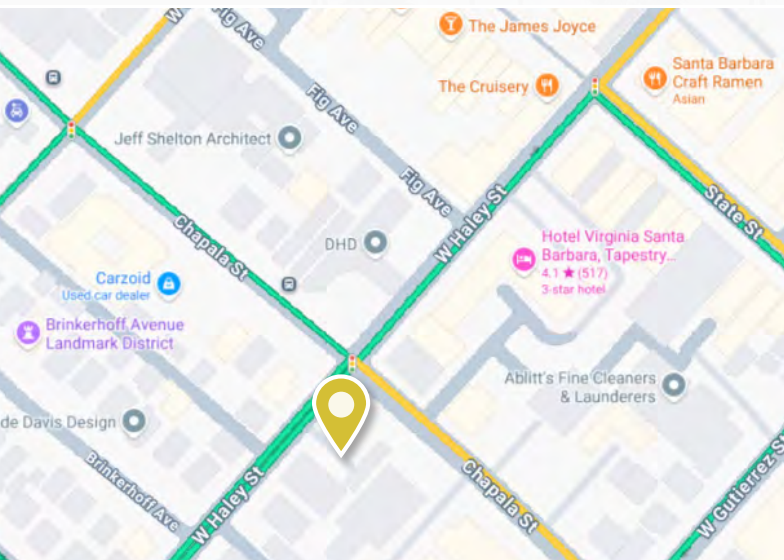 W
Fig Ave
The James Joyce
The Cruisery
Santa Barbara
Craft Ramen
Asian
Fig Ave
Jeff Shelton Architect
Fig Ave
W Haley St
State St
Chapala St
DHD
Hotel Virginia Santa
Barbara, Tapestry...
4.1 ★ (517)
3-star hotel
Carzoid
Used car dealer
Brinkerhoff Avenue
Landmark District
Ablitt's Fine Cleaners
& Launderers
de Davis Design
Brinkerhoff Ave
W Haley St
Chapala St
W Gutierrez St